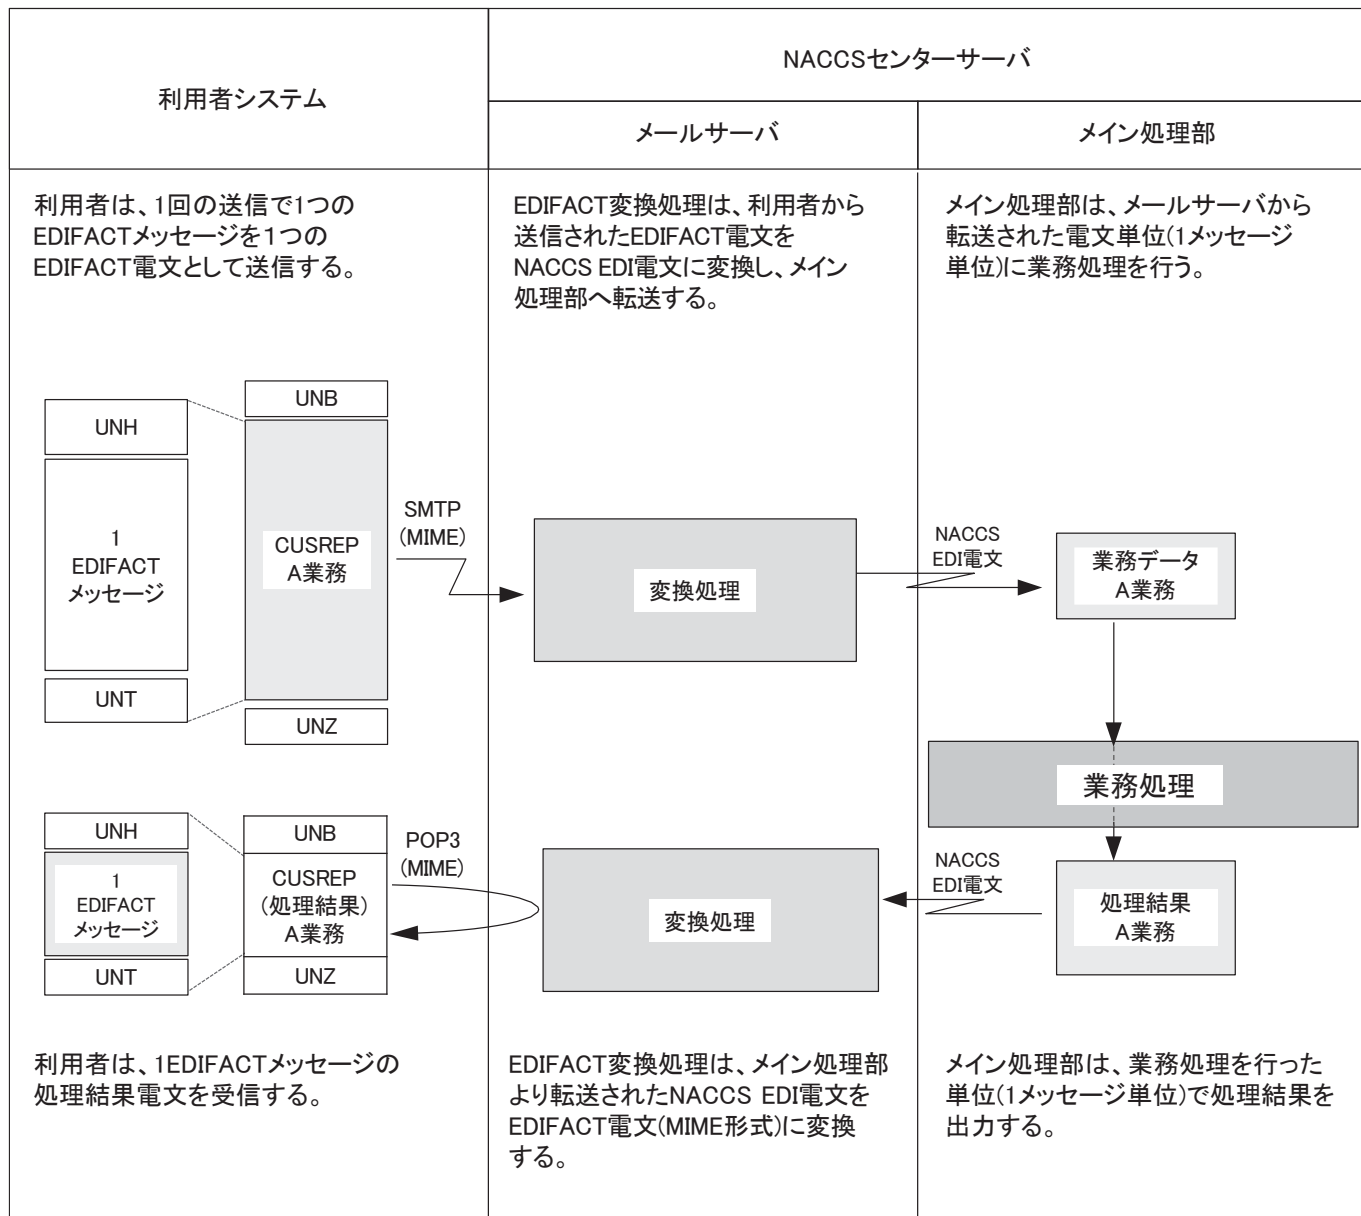 利用者システム
NACCSセンターサーバ
メールサーバ
メイン処理部
利用者は、1回の送信で1つの
EDIFACTメッセージを１つの
EDIFACT電文として送信する。
EDIFACT変換処理は、利用者から
送信されたEDIFACT電文を
NACCS EDI電文に変換し、メイン
処理部へ転送する。
メイン処理部は、メールサーバから
転送された電文単位(1メッセージ
単位)に業務処理を行う。
UNH
1
EDIFACT
メッセージ
UNT
UNB
CUSREP
A業務
UNZ
SMTP
(MIME)
変換処理
NACCS
EDI電文
業務データ
A業務
業務処理
UNH
1
EDIFACT
メッセージ
UNT
UNB
CUSREP
(処理結果)
A業務
UNZ
POP3
(MIME)
変換処理
NACCS
EDI電文
処理結果
A業務
利用者は、1EDIFACTメッセージの
処理結果電文を受信する。
EDIFACT変換処理は、メイン処理部
より転送されたNACCS EDI電文を
EDIFACT電文(MIME形式)に変換
する。
メイン処理部は、業務処理を行った
単位(1メッセージ単位)で処理結果を
出力する。